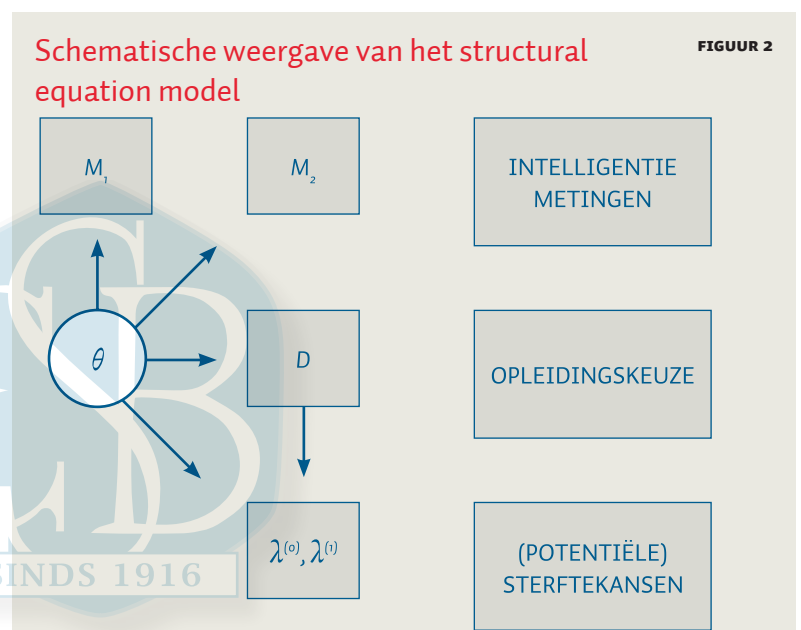 Schematische weergave van het structural
equation model
FIGUUR 2
M₁
M₂
INTELLIGENTIE
METINGEN
θ
D
OPLEIDINGSKEUZE
λ⁽⁰⁾, λ⁽¹⁾
(POTENTIËLE)
STERFTEKANSEN
SINDS 1916